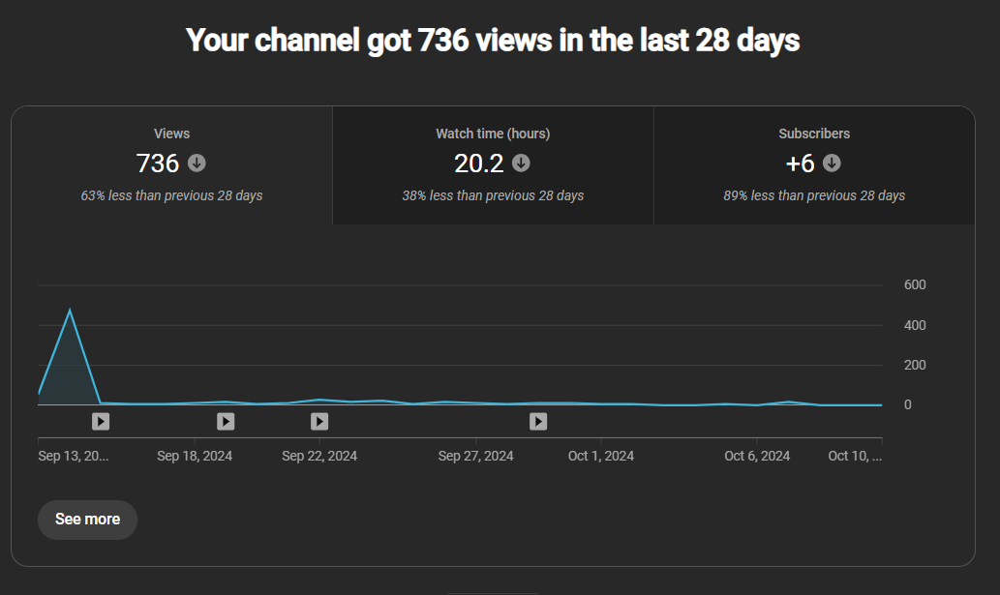 Your channel got 736 views in the last 28 days
Views
736
63% less than previous 28 days
Watch time (hours)
20.2
38% less than previous 28 days
Subscribers
+6
89% less than previous 28 days
600
400
200
0
Sep 13, 20... Sep 18, 2024 Sep 22, 2024 Sep 27, 2024 Oct 1, 2024 Oct 6, 2024 Oct 10, ...
See more